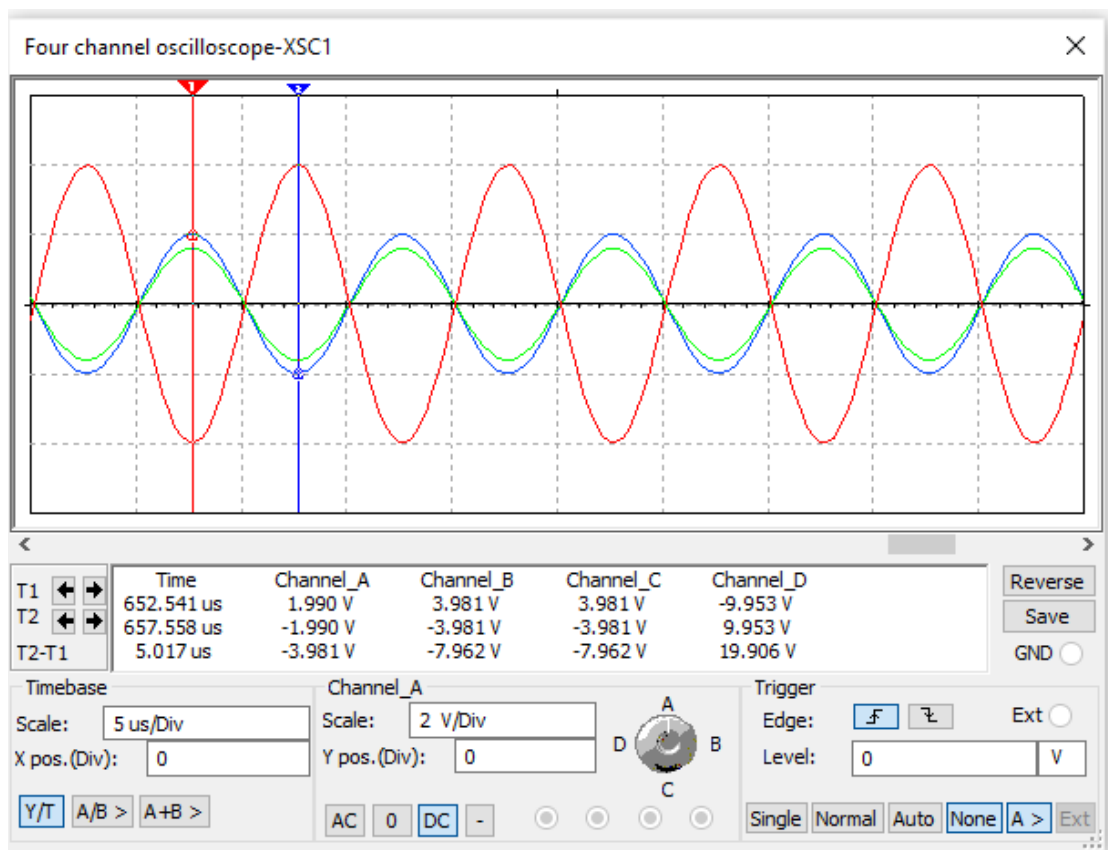 Four channel oscilloscope-XSC1
1 2
Time Channel_A Channel_B Channel_C Channel_D
T1 652.541 us 1.990 V 3.981 V 3.981 V -9.953 V
T2 657.558 us -1.990 V -3.981 V -3.981 V 9.953 V
T2-T1 5.017 us -3.981 V -7.962 V -7.962 V 19.906 V
Reverse
Save
GND
Timebase
Scale: 5 us/Div
X pos.(Div): 0
Y/T A/B > A+B >
Channel_A
Scale: 2 V/Div
Y pos.(Div): 0
AC 0 DC -
A
D B
C
Trigger
Edge: Ext
Level: 0 V
Single Normal Auto None A > Ext